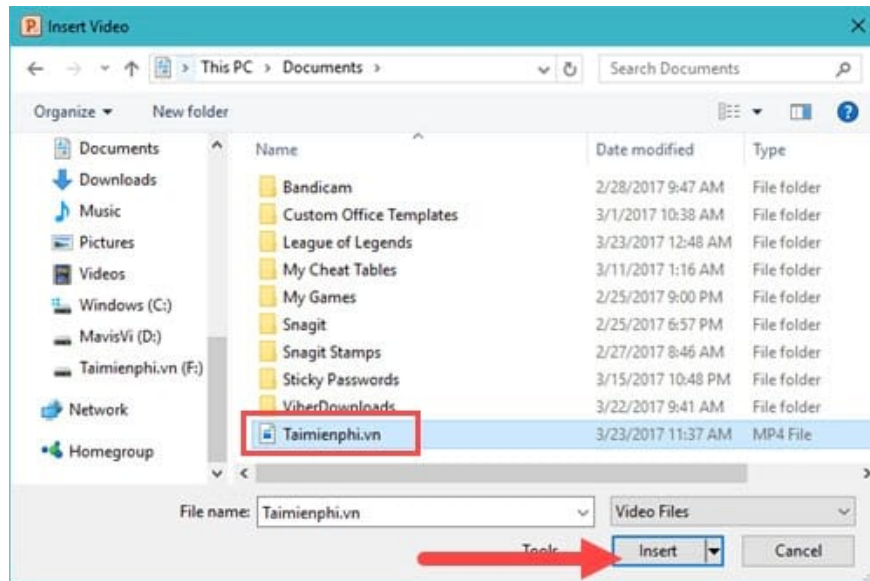 Insert Video
This PC > Documents >
Search Documents
Organize
New folder
Documents
Downloads
Music
Pictures
Videos
Windows (C:)
MavisVi (D:)
Taimienphi.vn (F:)
Network
Homegroup
Name Date modified Type
Bandicam 2/28/2017 9:47 AM File folder
Custom Office Templates 3/1/2017 10:38 AM File folder
League of Legends 3/23/2017 12:48 AM File folder
My Cheat Tables 3/11/2017 1:16 AM File folder
My Games 2/25/2017 9:00 PM File folder
Snagit 2/25/2017 6:57 PM File folder
Snagit Stamps 2/27/2017 8:46 AM File folder
Sticky Passwords 3/15/2017 10:48 PM File folder
ViberDownloads 3/22/2017 9:41 AM File folder
Taimienphi.vn 3/23/2017 11:37 AM MP4 File
File name: Taimienphi.vn Video Files
Tools Insert Cancel